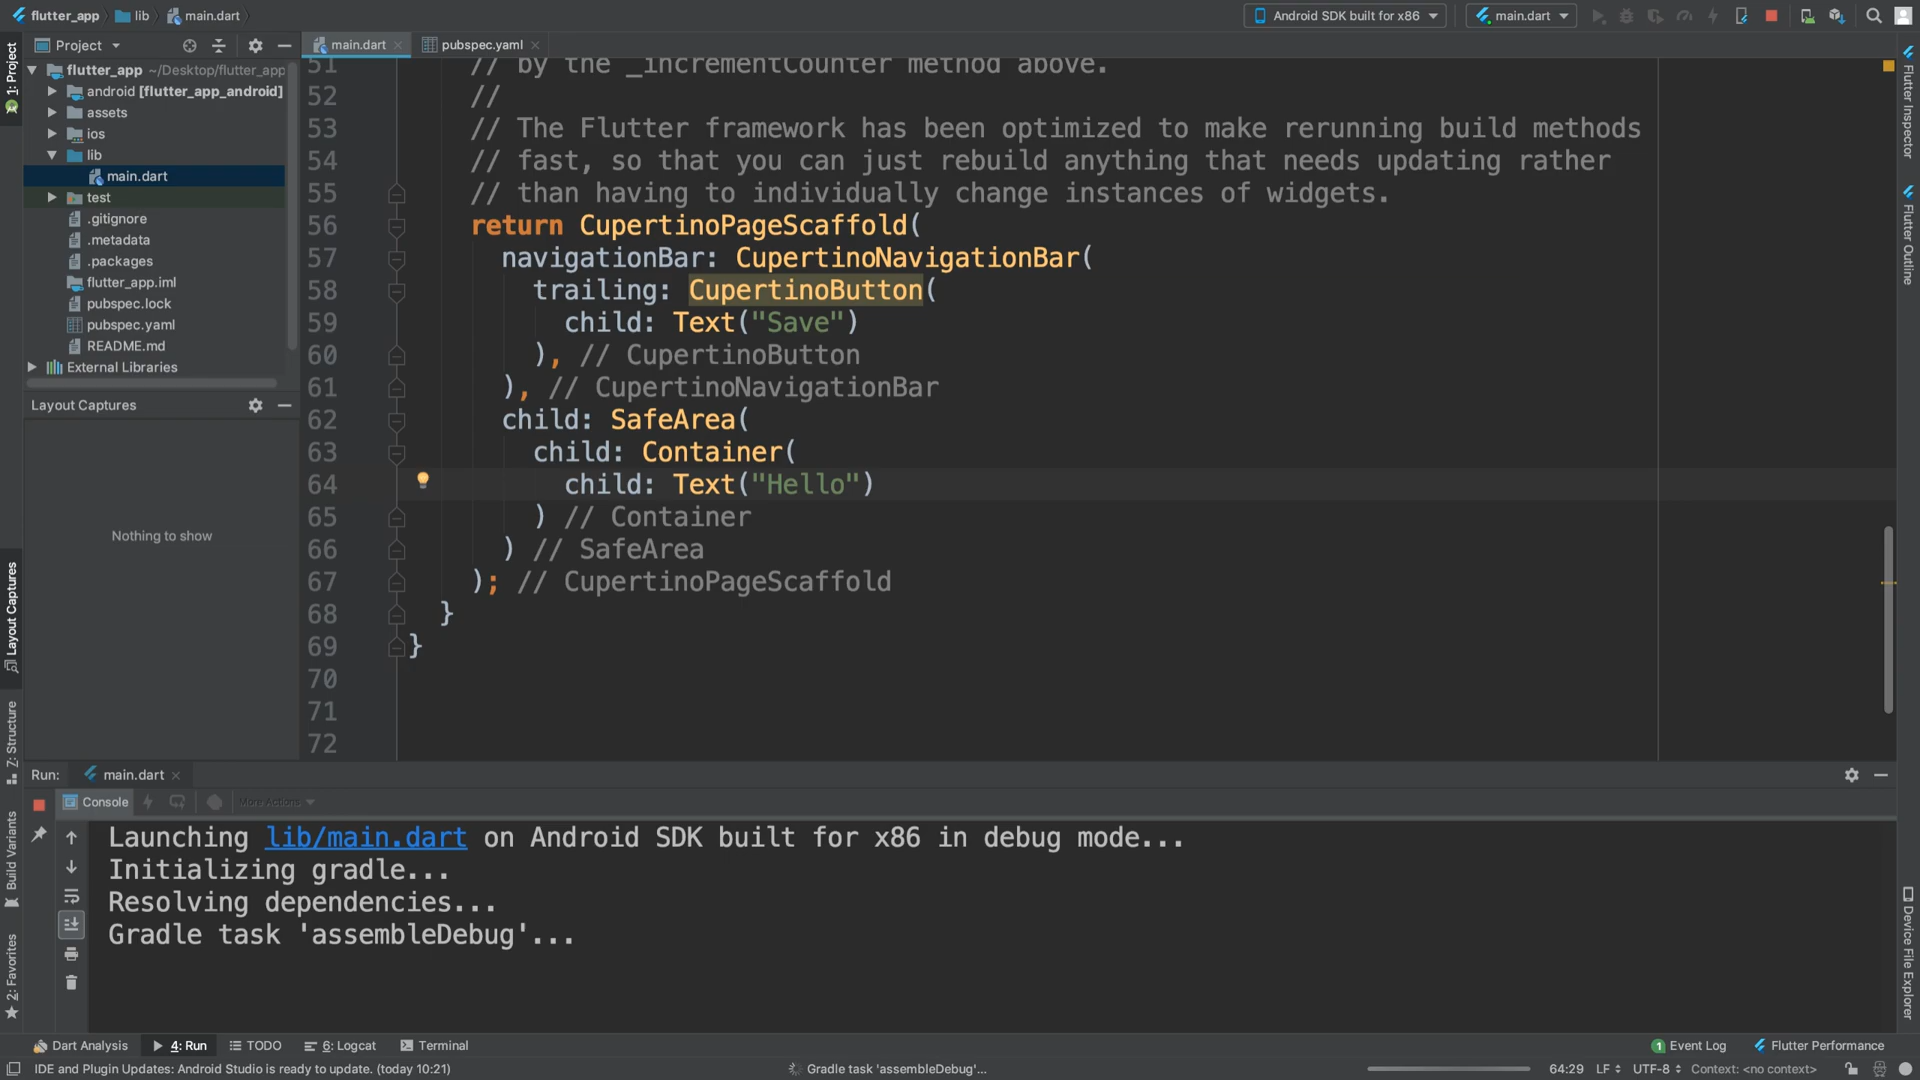 flutter_app
lib
main.dart
Android SDK built for x86
main.dart
Project
main.dart
pubspec.yaml
1: Project
flutter_app ~/Desktop/flutter_app
android [flutter_app_android]
assets
ios
lib
main.dart
test
.gitignore
.metadata
.packages
flutter_app.iml
pubspec.lock
pubspec.yaml
README.md
External Libraries
Layout Captures
Nothing to show
Layout Captures
Z: Structure
Build Variants
2: Favorites
51 // by the _incrementCounter method above.
52 //
53 // The Flutter framework has been optimized to make rerunning build methods
54 // fast, so that you can just rebuild anything that needs updating rather
55 // than having to individually change instances of widgets.
56 return CupertinoPageScaffold(
57 navigationBar: CupertinoNavigationBar(
58 trailing: CupertinoButton(
59 child: Text("Save")
60 ), // CupertinoButton
61 ), // CupertinoNavigationBar
62 child: SafeArea(
63 child: Container(
64 child: Text("Hello")
65 ) // Container
66 ) // SafeArea
67 ); // CupertinoPageScaffold
68 }
69 }
70
71
72
Flutter Inspector
Flutter Outline
Device File Explorer
Run:
main.dart
Console
More Actions
Launching lib/main.dart on Android SDK built for x86 in debug mode...
Initializing gradle...
Resolving dependencies...
Gradle task 'assembleDebug'...
Dart Analysis
4: Run
TODO
6: Logcat
Terminal
1 Event Log
Flutter Performance
IDE and Plugin Updates: Android Studio is ready to update. (today 10:21)
Gradle task 'assembleDebug'...
64:29
LF
UTF-8
Context: <no context>